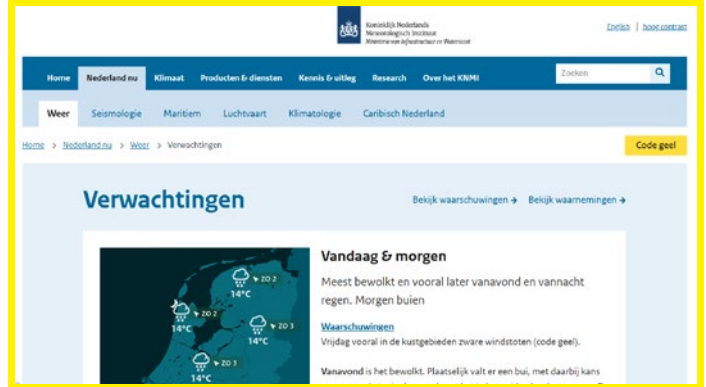 Koninklijk Nederlands
Meteorologisch Instituut
Ministerie van Infrastructuur en Waterstaat
English | hoog contrast
Home Nederland nu Klimaat Producten & diensten Kennis & uitleg Research Over het KNMI
Zoeken
Weer Seismologie Maritiem Luchtvaart Klimatologie Caribisch Nederland
Home > Nederland nu > Weer > Verwachtingen
Code geel
Verwachtingen
Bekijk waarschuwingen → Bekijk waarnemingen →
Vandaag & morgen
Meest bewolkt en vooral later vanavond en vannacht
regen. Morgen buien
Waarschuwingen
Vrijdag vooral in de kustgebieden zware windstoten (code geel).
Vanavond is het bewolkt. Plaatselijk valt er een bui, met daarbij kans
ZO 2
14°C
ZO 2
14°C
ZO 3
14°C
ZO 3
14°C